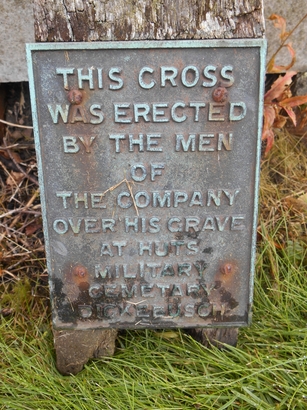 THIS CROSS
WAS ERECTED
BY THE MEN
OF
THE COMPANY
OVER HIS GRAVE
AT HUTS
MILITARY
CEMETARY